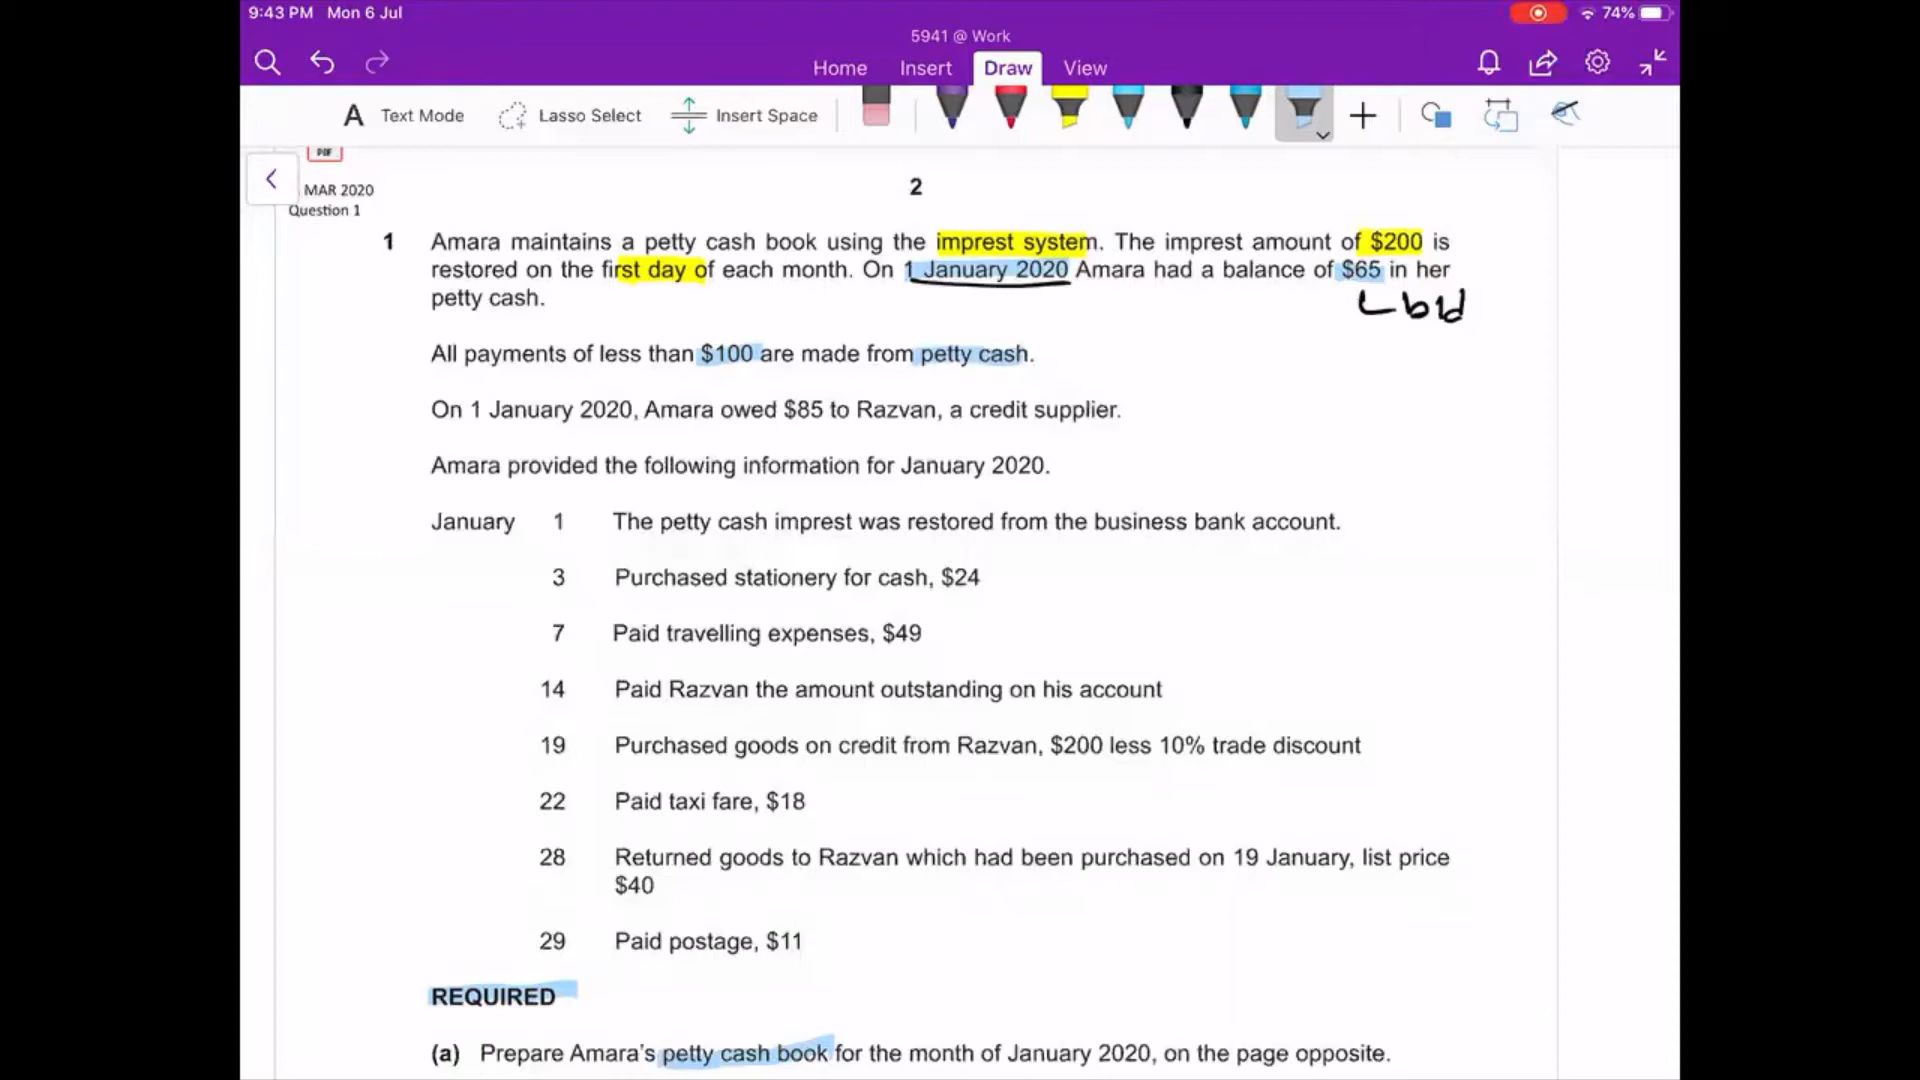 9:43 PM Mon 6 Jul
74%
5941 @ Work
Home Insert Draw View
A Text Mode Lasso Select Insert Space
PDF
MAR 2020
Question 1
2
1 Amara maintains a petty cash book using the imprest system. The imprest amount of $200 is
restored on the first day of each month. On 1 January 2020 Amara had a balance of $65 in her
petty cash.
bld
All payments of less than $100 are made from petty cash.
On 1 January 2020, Amara owed $85 to Razvan, a credit supplier.
Amara provided the following information for January 2020.
January 1 The petty cash imprest was restored from the business bank account.
3 Purchased stationery for cash, $24
7 Paid travelling expenses, $49
14 Paid Razvan the amount outstanding on his account
19 Purchased goods on credit from Razvan, $200 less 10% trade discount
22 Paid taxi fare, $18
28 Returned goods to Razvan which had been purchased on 19 January, list price
$40
29 Paid postage, $11
REQUIRED
(a) Prepare Amara's petty cash book for the month of January 2020, on the page opposite.